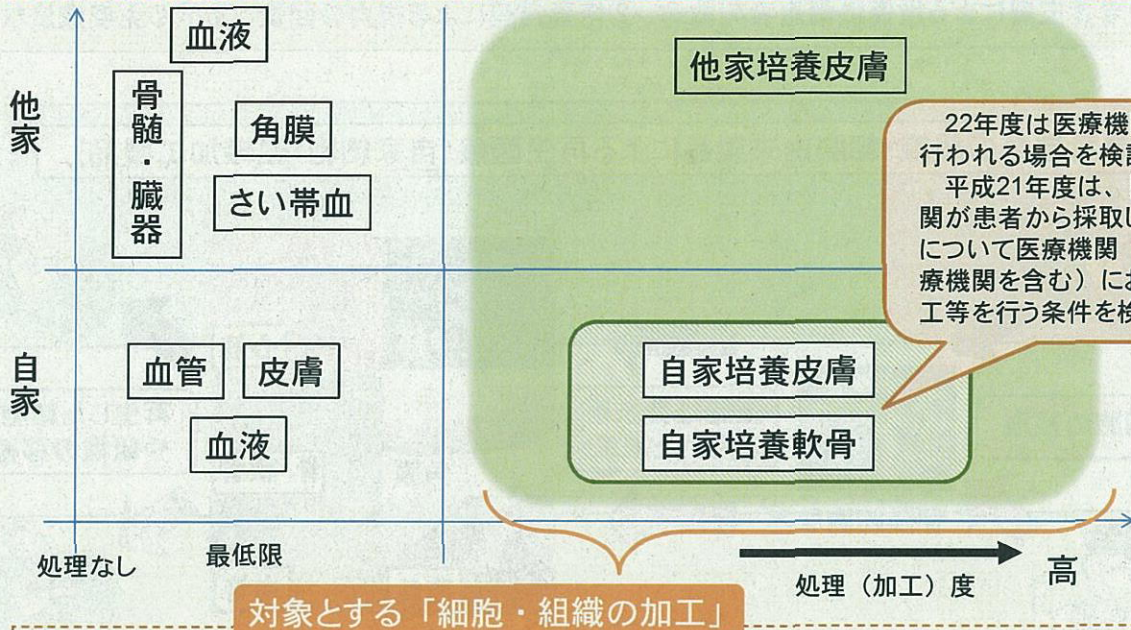 血液
他家
骨髄・臓器
角膜
さい帯血
他家培養皮膚
22年度は医療機
行われる場合を検
平成21年度は、
関が患者から採取し
について医療機関
療機関を含む）にお
工等を行う条件を検
自家
血管
皮膚
血液
自家培養皮膚
自家培養軟骨
処理なし
最低限
処理（加工）度
高
対象とする「細胞・組織の加工」